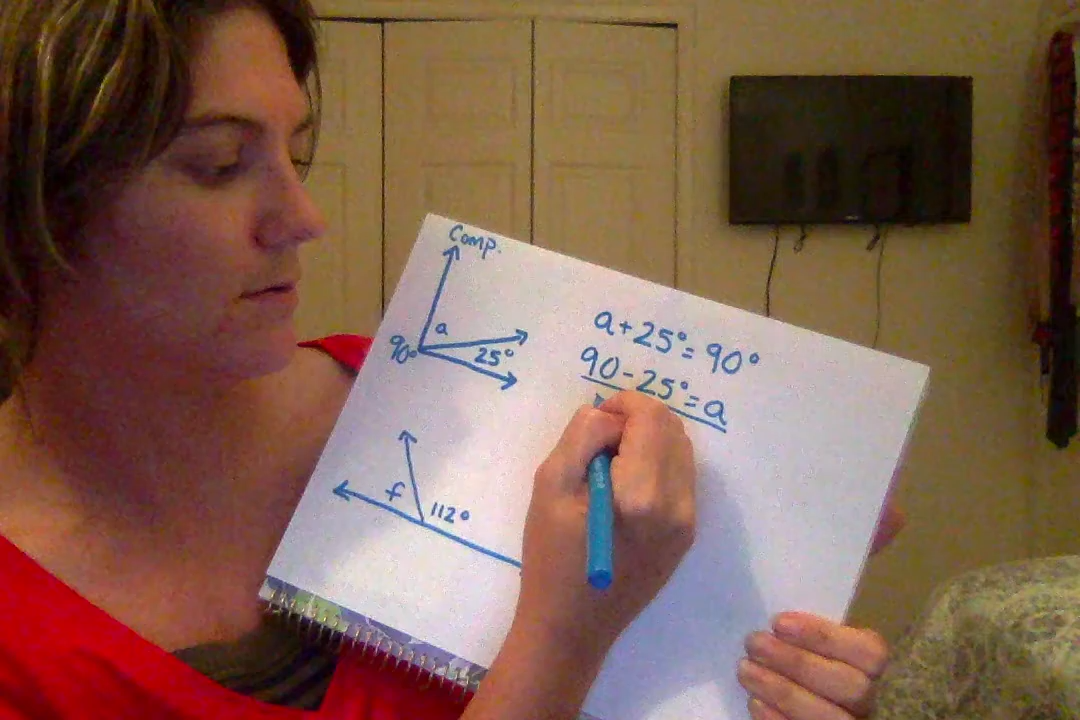 Comp.
a
90°
25°
a + 25° = 90°
90 - 25° = a
f
112°